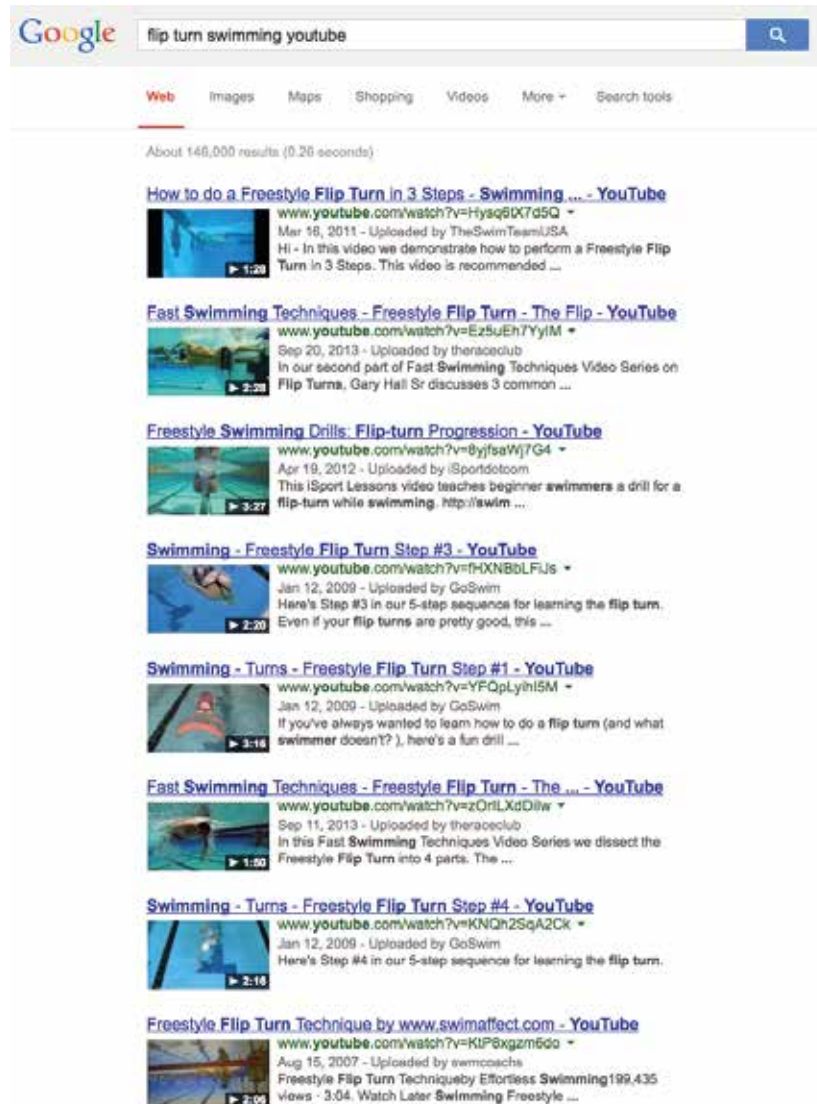 Google
flip turn swimming youtube
Web Images Maps Shopping Videos More Search tools
About 146,000 results (0.26 seconds)
How to do a Freestyle Flip Turn in 3 Steps - Swimming ... - YouTube
www.youtube.com/watch?v=Hysq6tX7d5Q
Mar 16, 2011 - Uploaded by TheSwimTeamUSA
Hi - In this video we demonstrate how to perform a Freestyle Flip
1:28 Turn in 3 Steps. This video is recommended ...
Fast Swimming Techniques - Freestyle Flip Turn - The Flip - YouTube
www.youtube.com/watch?v=Ez5uEh7YyIM
Sep 20, 2013 - Uploaded by theraceclub
In our second part of Fast Swimming Techniques Video Series on
Flip Turns, Gary Hall Sr discusses 3 common ...
Freestyle Swimming Drills: Flip-turn Progression - YouTube
www.youtube.com/watch?v=8yjfsaWj7G4
Apr 19, 2012 - Uploaded by iSportdotcom
This iSport Lessons video teaches beginner swimmers a drill for a
3:27 flip-turn while swimming. http://swim ...
Swimming - Freestyle Flip Turn Step #3 - YouTube
www.youtube.com/watch?v=fHXNBbLFiJs
Jan 12, 2009 - Uploaded by GoSwim
Here's Step #3 in our 5-step sequence for learning the flip turn.
2:20 Even if your flip turns are pretty good, this ...
Swimming - Turns - Freestyle Flip Turn Step #1 - YouTube
www.youtube.com/watch?v=YFQpLyihI5M
Jan 12, 2009 - Uploaded by GoSwim
If you've always wanted to learn how to do a flip turn (and what
3:16 swimmer doesn't? ), here's a fun drill ...
Fast Swimming Techniques - Freestyle Flip Turn - The ... - YouTube
www.youtube.com/watch?v=zOrlLXdDiIw
Sep 11, 2013 - Uploaded by theraceclub
In this Fast Swimming Techniques Video Series we dissect the
1:50 Freestyle Flip Turn into 4 parts. The ...
Swimming - Turns - Freestyle Flip Turn Step #4 - YouTube
www.youtube.com/watch?v=KNQh2SqA2Ck
Jan 12, 2009 - Uploaded by GoSwim
Here's Step #4 in our 5-step sequence for learning the flip turn.
2:16
Freestyle Flip Turn Technique by www.swimaffect.com - YouTube
www.youtube.com/watch?v=KtP8xgzm6do
Aug 15, 2007 - Uploaded by swmcoachs
Freestyle Flip Turn Techniqueby Effortless Swimming199,435
2:06 views - 3:04. Watch Later Swimming Freestyle ...